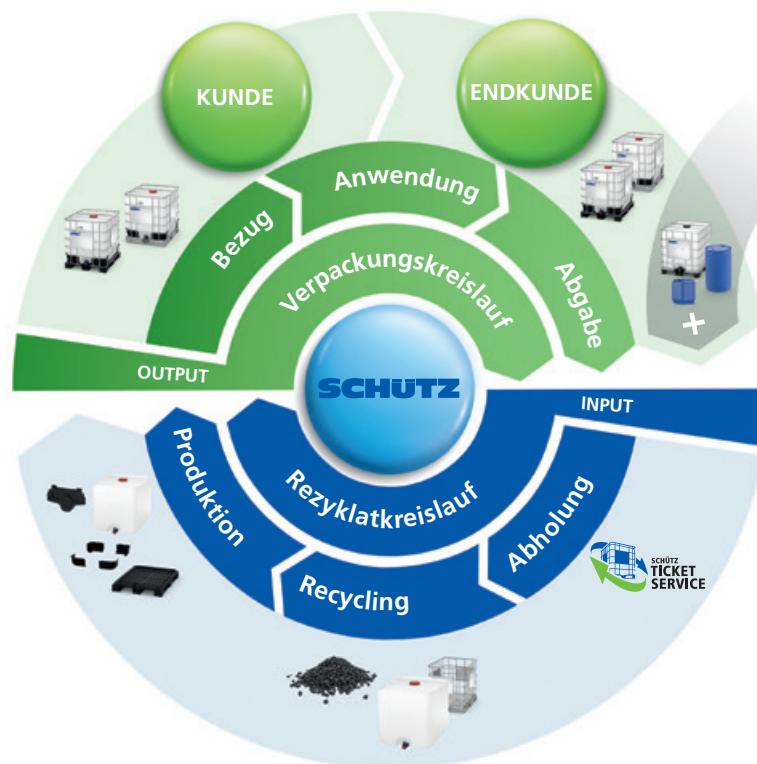 KUNDE
ENDKUNDE
Bezug
Anwendung
Abgabe
Verpackungskreislauf
+
OUTPUT
SCHÜTZ
INPUT
Produktion
Rezyklatkreislauf
Abholung
Recycling
SCHÜTZ
TICKET
SERVICE